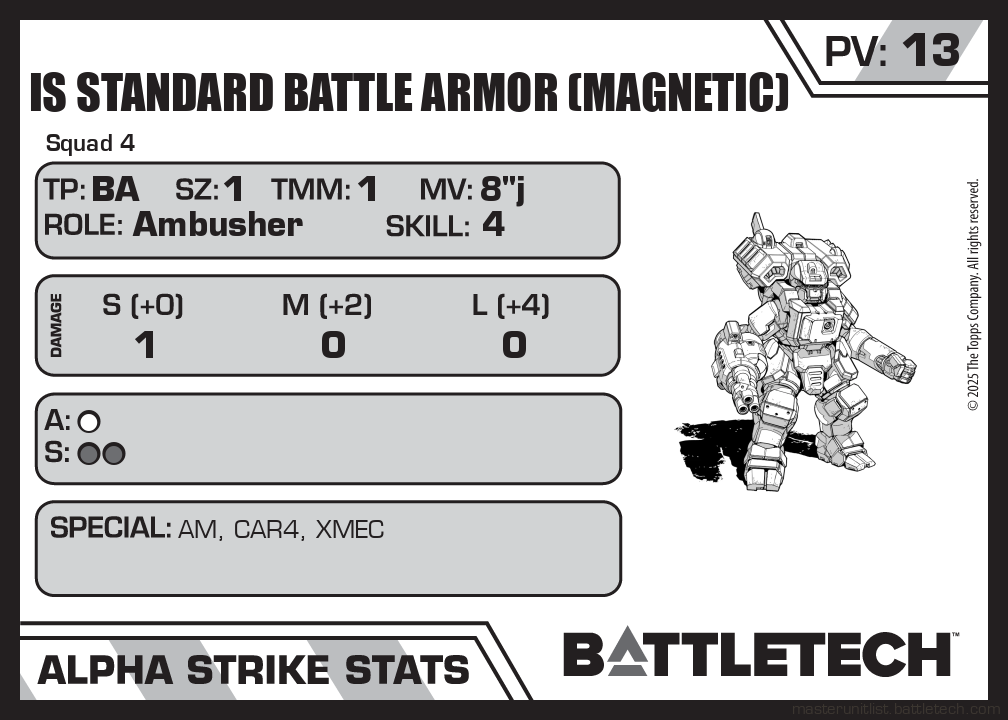 PV: 13
IS STANDARD BATTLE ARMOR (MAGNETIC)
Squad 4
TP: BA SZ: 1 TMM: 1 MV: 8"j
ROLE: Ambusher SKILL: 4
DAMAGE
S (+0) M (+2) L (+4)
1 0 0
A:
S:
SPECIAL: AM, CAR4, XMEC
© 2025 The Topps Company. All rights reserved.
ALPHA STRIKE STATS
BATTLETECH™
masterunitlist.battletech.com